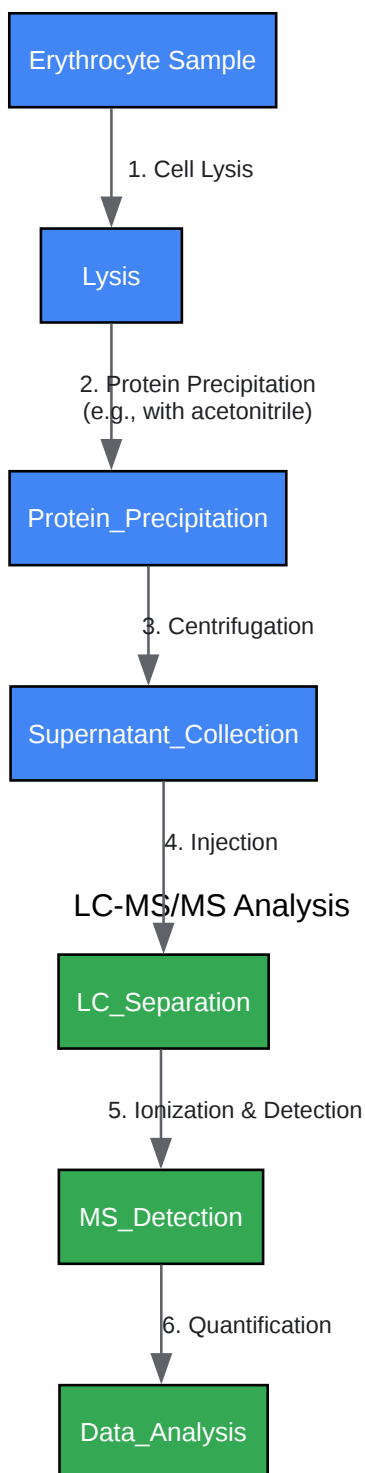 Erythrocyte Sample
1. Cell Lysis
Lysis
2. Protein Precipitation
(e.g., with acetonitrile)
Protein_Precipitation
3. Centrifugation
Supernatant_Collection
4. Injection
LC-MS/MS Analysis
LC_Separation
5. Ionization & Detection
MS_Detection
6. Quantification
Data_Analysis